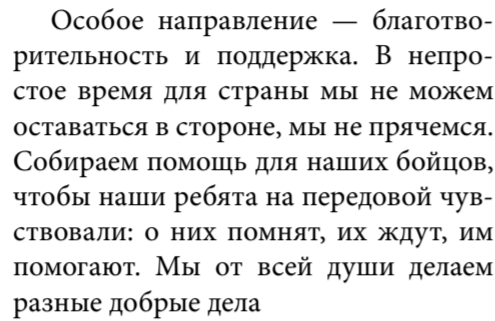 Особое направление — благотво-
рительность и поддержка. В непро-
стое время для страны мы не можем
оставаться в стороне, мы не прячемся.
Собираем помощь для наших бойцов,
чтобы наши ребята на передовой чув-
ствовали: о них помнят, их ждут, им
помогают. Мы от всей души делаем
разные добрые дела